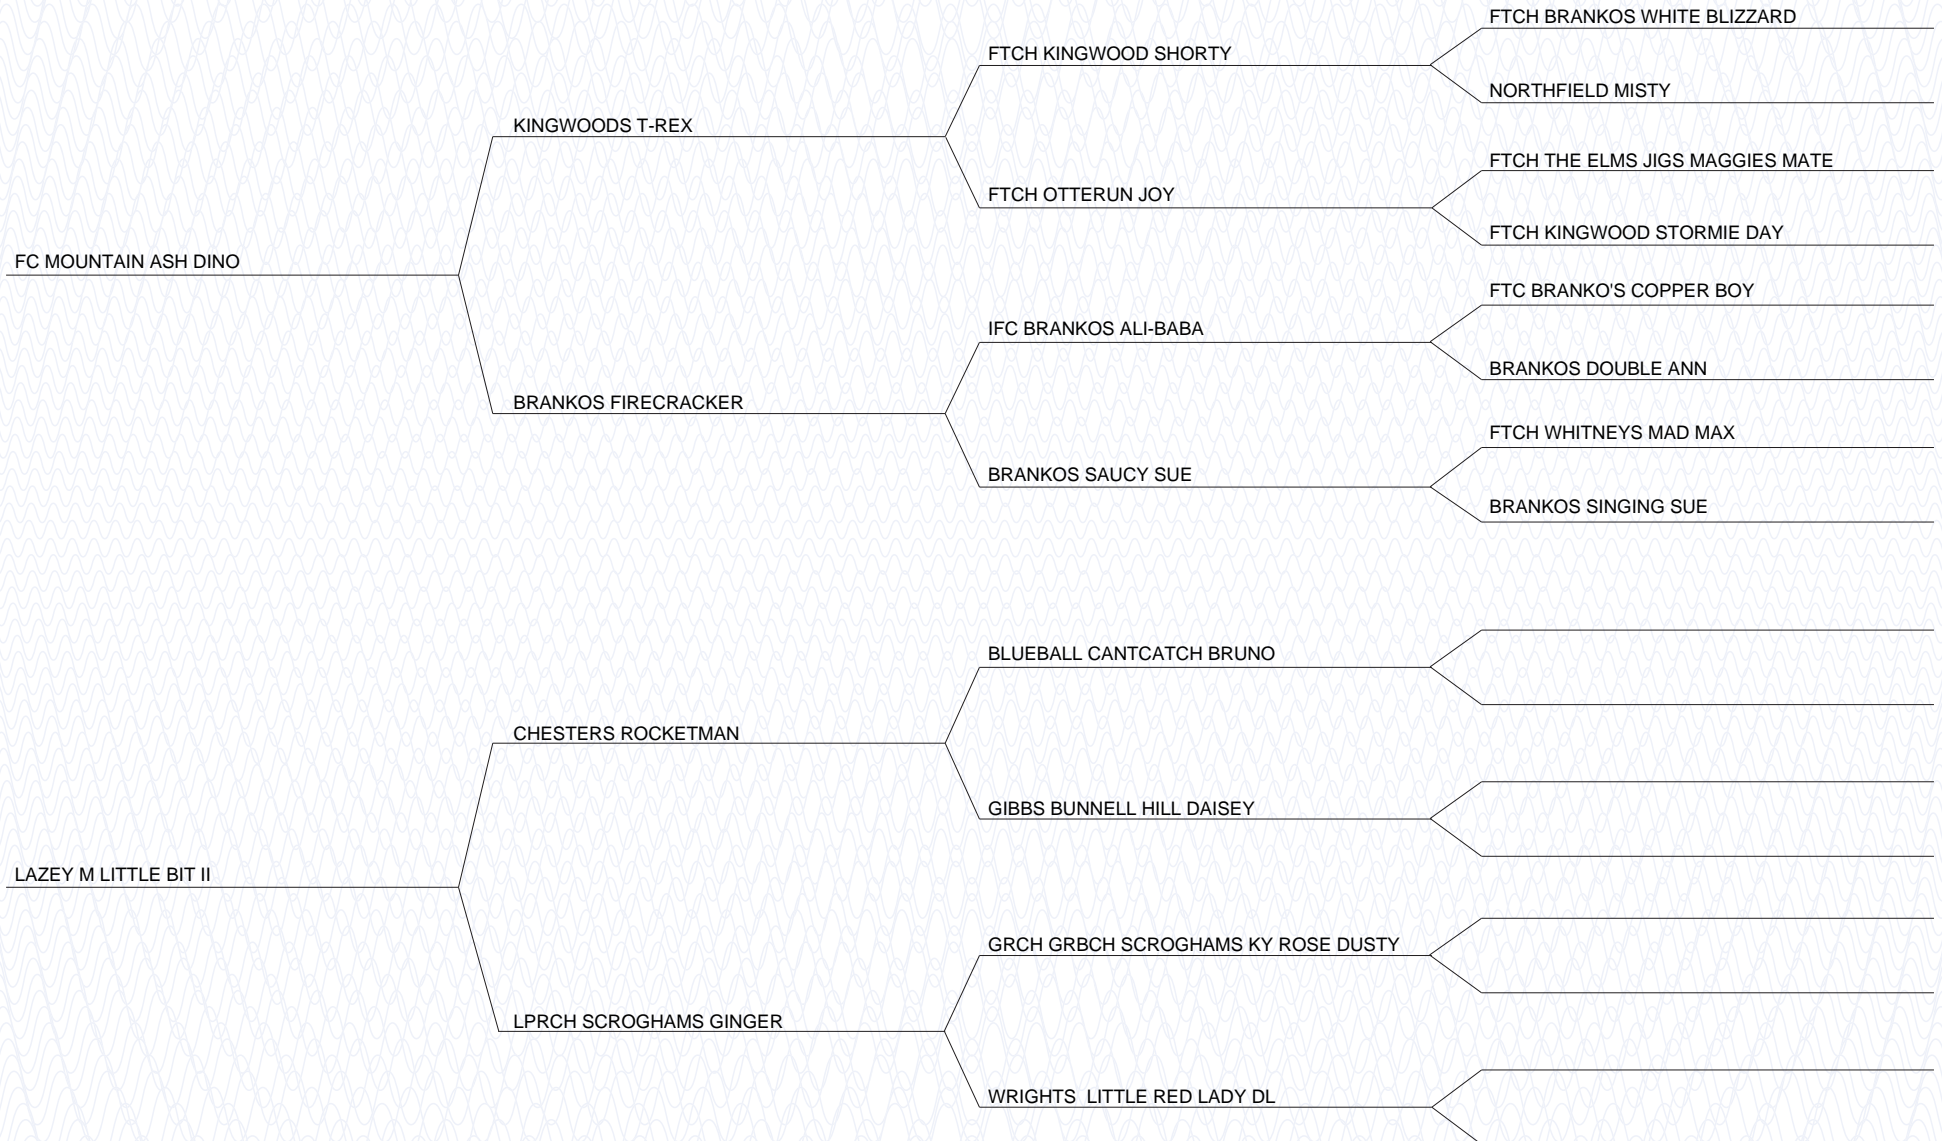 FTCH BRANKOS WHITE BLIZZARD
FTCH KINGWOOD SHORTY
NORTHFIELD MISTY
KINGWOODS T-REX
FTCH THE ELMS JIGS MAGGIES MATE
FTCH OTTERUN JOY
FTCH KINGWOOD STORMIE DAY
FC MOUNTAIN ASH DINO
FTC BRANKO'S COPPER BOY
IFC BRANKOS ALI-BABA
BRANKOS DOUBLE ANN
BRANKOS FIRECRACKER
FTCH WHITNEYS MAD MAX
BRANKOS SAUCY SUE
BRANKOS SINGING SUE
BLUEBALL CANTCATCH BRUNO
CHESTERS ROCKETMAN
GIBBS BUNNELL HILL DAISEY
LAZEY M LITTLE BIT II
GRCH GRBCH SCROGHAMS KY ROSE DUSTY
LPRCH SCROGHAMS GINGER
WRIGHTS  LITTLE RED LADY DL